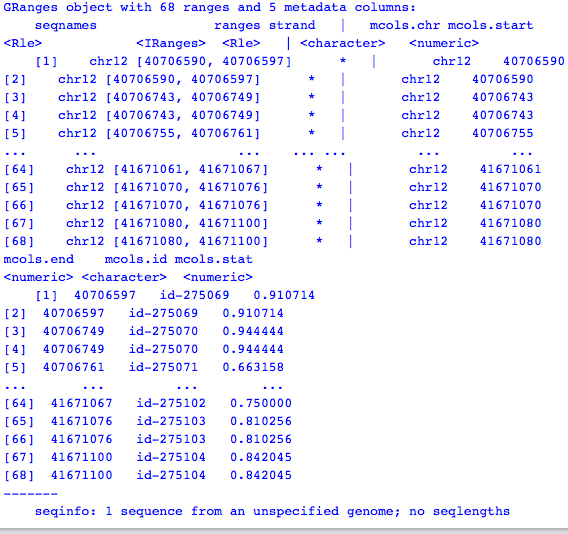 GRanges object with 68 ranges and 5 metadata columns:
seqnames ranges strand | mcols.chr mcols.start
<Rle> <IRanges> <Rle> | <character> <numeric>
[1] chr12 [40706590, 40706597] * | chr12 40706590
[2] chr12 [40706590, 40706597] * | chr12 40706590
[3] chr12 [40706743, 40706749] * | chr12 40706743
[4] chr12 [40706743, 40706749] * | chr12 40706743
[5] chr12 [40706755, 40706761] * | chr12 40706755
... ... ... ... ... ... ...
[64] chr12 [41671061, 41671067] * | chr12 41671061
[65] chr12 [41671070, 41671076] * | chr12 41671070
[66] chr12 [41671070, 41671076] * | chr12 41671070
[67] chr12 [41671080, 41671100] * | chr12 41671080
[68] chr12 [41671080, 41671100] * | chr12 41671080
mcols.end mcols.id mcols.stat
<numeric> <character> <numeric>
[1] 40706597 id-275069 0.910714
[2] 40706597 id-275069 0.910714
[3] 40706749 id-275070 0.944444
[4] 40706749 id-275070 0.944444
[5] 40706761 id-275071 0.663158
... ... ... ...
[64] 41671067 id-275102 0.750000
[65] 41671076 id-275103 0.810256
[66] 41671076 id-275103 0.810256
[67] 41671100 id-275104 0.842045
[68] 41671100 id-275104 0.842045
-------
seqinfo: 1 sequence from an unspecified genome; no seqlengths